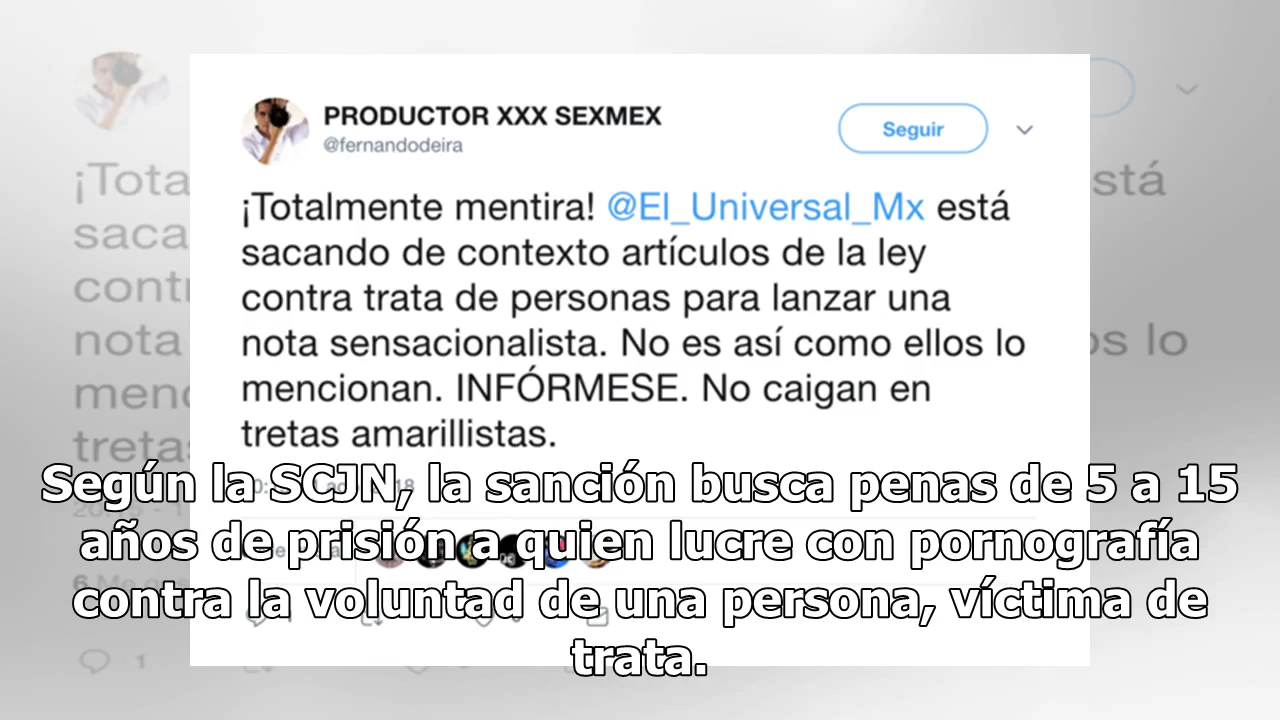 PRODUCTOR XXX SEXMEX
@fernandodeira
Seguir
¡Totalmente mentira! @El_Universal_Mx está
sacando de contexto artículos de la ley
contra trata de personas para lanzar una
nota sensacionalista. No es así como ellos lo
mencionan. INFÓRMESE. No caigan en
tretas amarillistas.
Según la SCJN, la sanción busca penas de 5 a 15
años de prisión a quien lucre con pornografía
contra la voluntad de una persona, víctima de
trata.